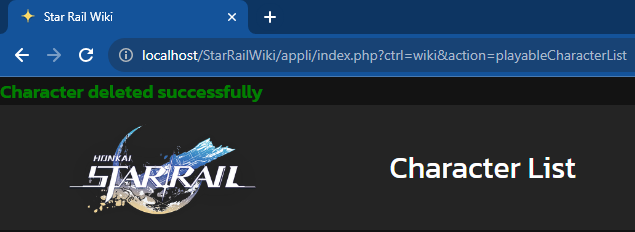 Star Rail Wiki
localhost/StarRailWiki/appli/index.php?ctrl=wiki&action=playableCharacterList
Character deleted successfully
HONKAI
STAR RAIL
Character List